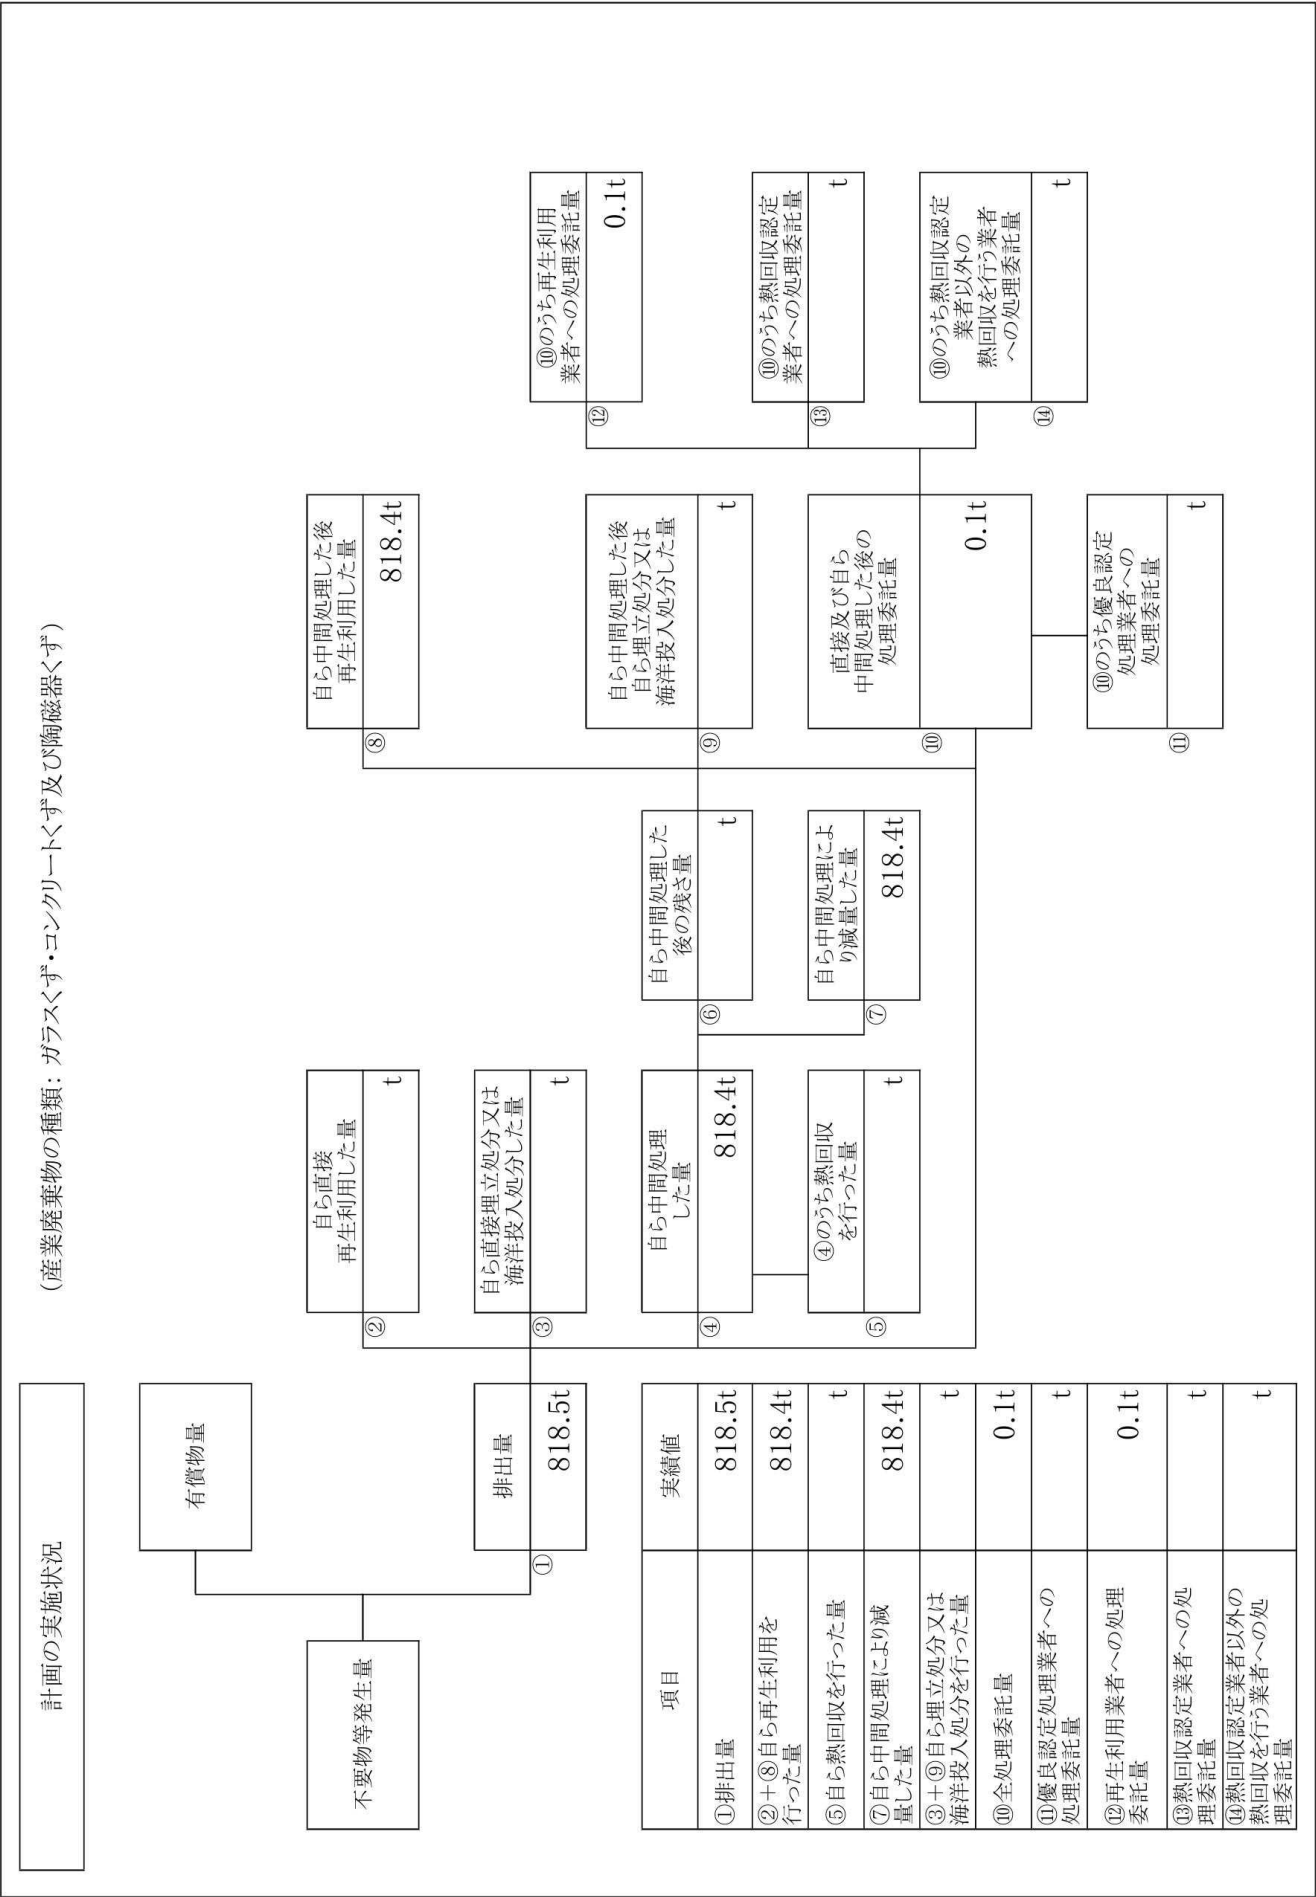 計画の実施状況
(産業廃棄物の種類: ガラスくず・コンクリートくず及び陶磁器くず)
有償物量
不要物等発生量
①
排出量
818.5t
②
自ら直接
再生利用した量
t
③
自ら直接埋立処分又は
海洋投入処分した量
t
④
自ら中間処理
した量
818.4t
⑤
④のうち熱回収
を行った量
t
⑥
自ら中間処理した
後の残さ量
t
⑦
自ら中間処理によ
り減量した量
818.4t
⑧
自ら中間処理した後
再生利用した量
818.4t
⑨
自ら中間処理した後
自ら埋立処分又は
海洋投入処分した量
t
⑩
直接及び自ら
中間処理した後の
処理委託量
0.1t
⑪
⑩のうち優良認定
処理業者への
処理委託量
t
⑫
⑩のうち再生利用
業者への処理委託量
0.1t
⑬
⑩のうち熱回収認定
業者への処理委託量
t
⑭
⑩のうち熱回収認定
業者以外の
熱回収を行う業者
への処理委託量
t
項目 実績値
①排出量 818.5t
②+⑧自ら再生利用を
行った量 818.4t
⑤自ら熱回収を行った量 t
⑦自ら中間処理により減
量した量 818.4t
③+⑨自ら埋立処分又は
海洋投入処分を行った量 t
⑩全処理委託量 0.1t
⑪優良認定処理業者への
処理委託量 t
⑫再生利用業者への処理
委託量 0.1t
⑬熱回収認定業者への処
理委託量 t
⑭熱回収認定業者以外の
熱回収を行う業者への処
理委託量 t